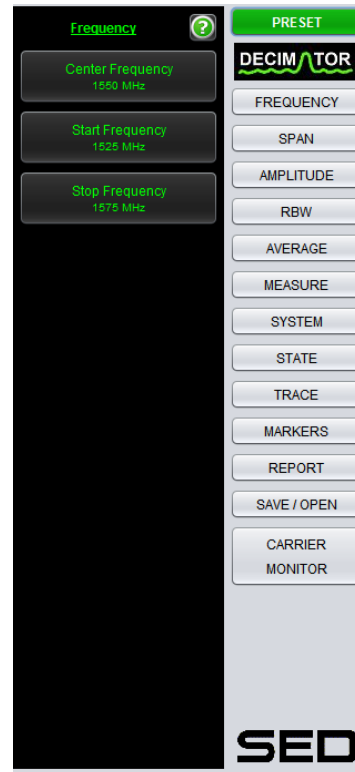 Frequency
?
Center Frequency
1550 MHz
Start Frequency
1525 MHz
Stop Frequency
1575 MHz
PRESET
DECIMATOR
FREQUENCY
SPAN
AMPLITUDE
RBW
AVERAGE
MEASURE
SYSTEM
STATE
TRACE
MARKERS
REPORT
SAVE / OPEN
CARRIER
MONITOR
SED